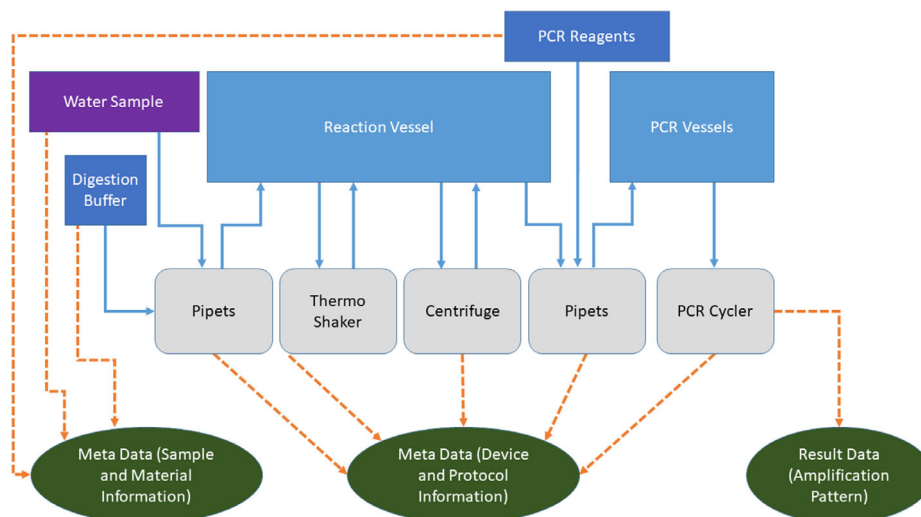 PCR Reagents
Water Sample
Reaction Vessel
PCR Vessels
Digestion
Buffer
Pipets
Thermo
Shaker
Centrifuge
Pipets
PCR Cycler
Meta Data (Sample
and Material
Information)
Meta Data (Device
and Protocol
Information)
Result Data
(Amplification
Pattern)